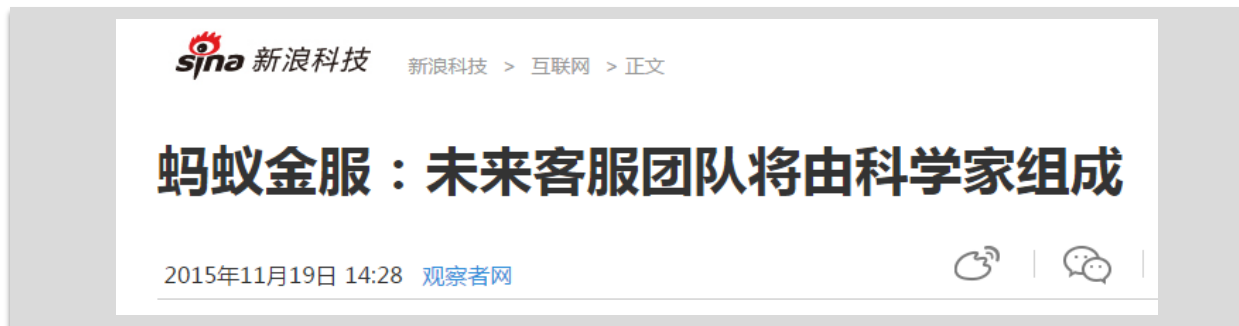 sina 新浪科技 新浪科技 > 互联网 > 正文
蚂蚁金服：未来客服团队将由科学家组成
2015年11月19日 14:28 观察者网